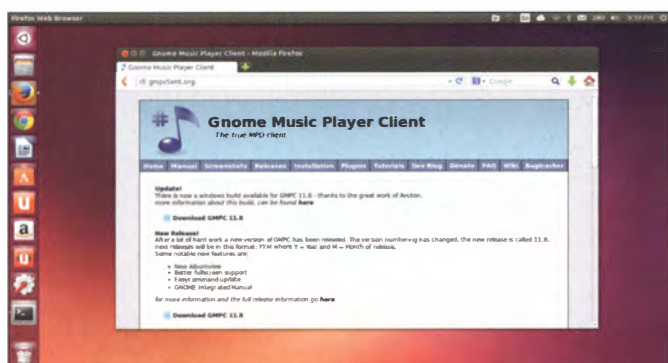 Firefox Web Browser
Gnome Music Player Client - Mozilla Firefox
Gnome Music Player Client
gmpclient.org
Google
Gnome Music Player Client
The true MPD client
Home Manual Screenshots Releases Installation Plugins Tutorials Dev Blog Donate FAQ Wiki Bugtracker
Update!
There is now a windows build available for GMPC 11.8 - thanks to the great work of Avuton.
more information about this build, can be found here
Download GMPC 11.8
New Release!
After a lot of hard work a new version of GMPC has been released. The version numbering has changed, the new release is called 11.8,
next releases will be in this format: YY.M where Y = Year and M = Month of release.
Some notable new features are:
New Albumview
Better fullscreen support
Easycommand update
GNOME Integrated Manual
for more information and the full release information go here
Download GMPC 11.8